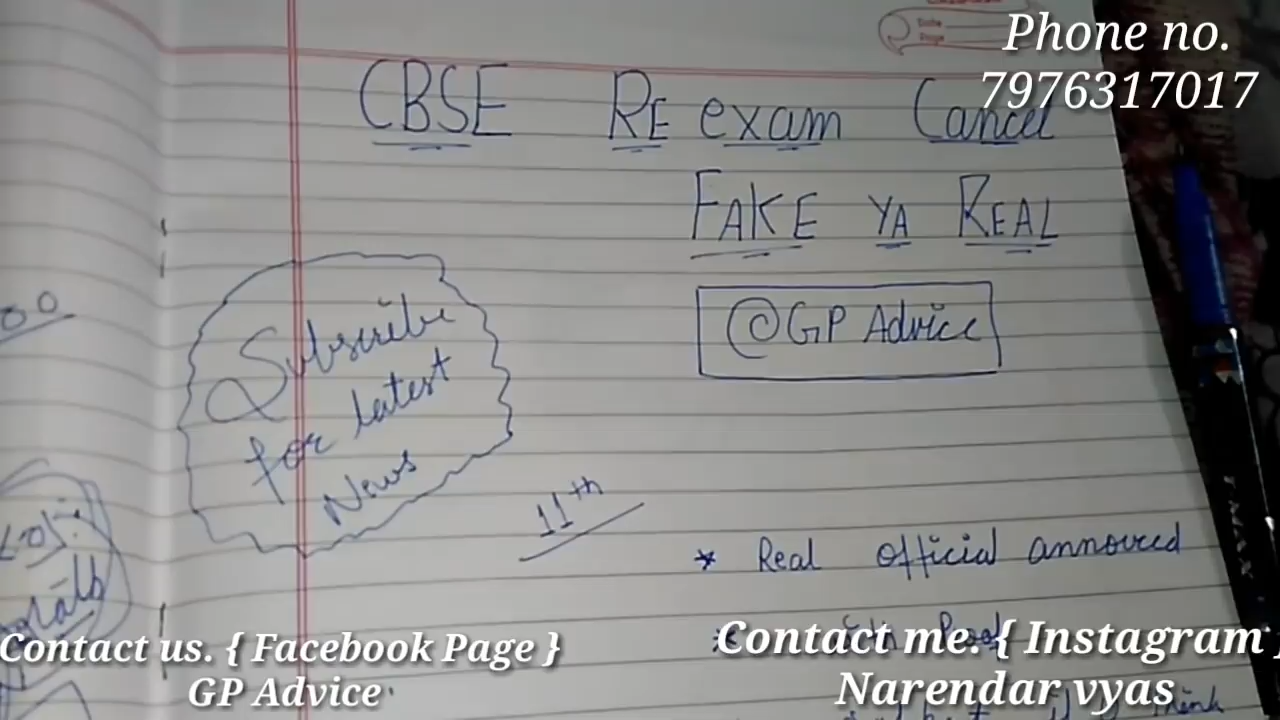 Phone no.
7976317017
CBSE RE exam Cancel
FAKE YA REAL
@GP Advice
Subscribe
for latest
News
11th
* Real official annouced
Contact us. { Facebook Page }
GP Advice
Contact me. { Instagram }
Narendar vyas
think